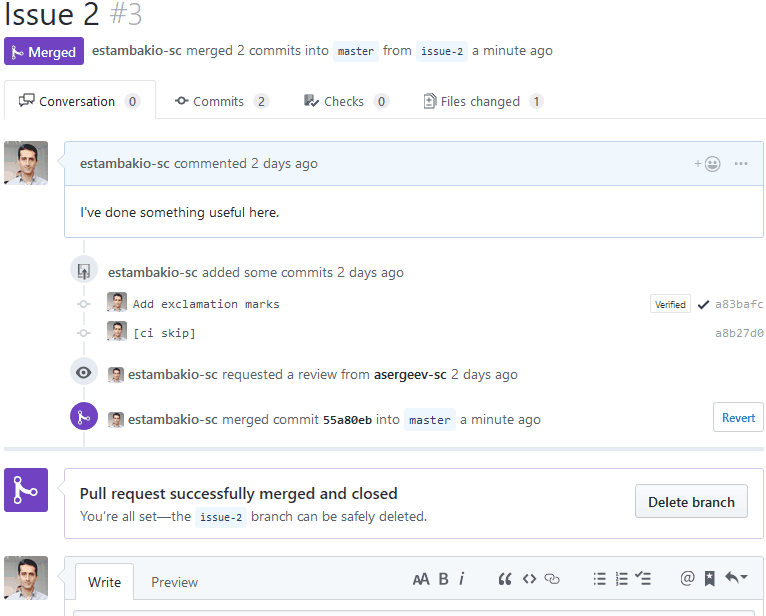 Issue 2 #3
Merged estambakio-sc merged 2 commits into master from issue-2 a minute ago
Conversation 0 Commits 2 Checks 0 Files changed 1
estambakio-sc commented 2 days ago
I've done something useful here.
estambakio-sc added some commits 2 days ago
Add exclamation marks Verified a83bafc
[ci skip] a8b27d0
estambakio-sc requested a review from asergeev-sc 2 days ago
estambakio-sc merged commit 55a80eb into master a minute ago Revert
Pull request successfully merged and closed
You're all set—the issue-2 branch can be safely deleted. Delete branch
Write Preview AA B i “ <> @